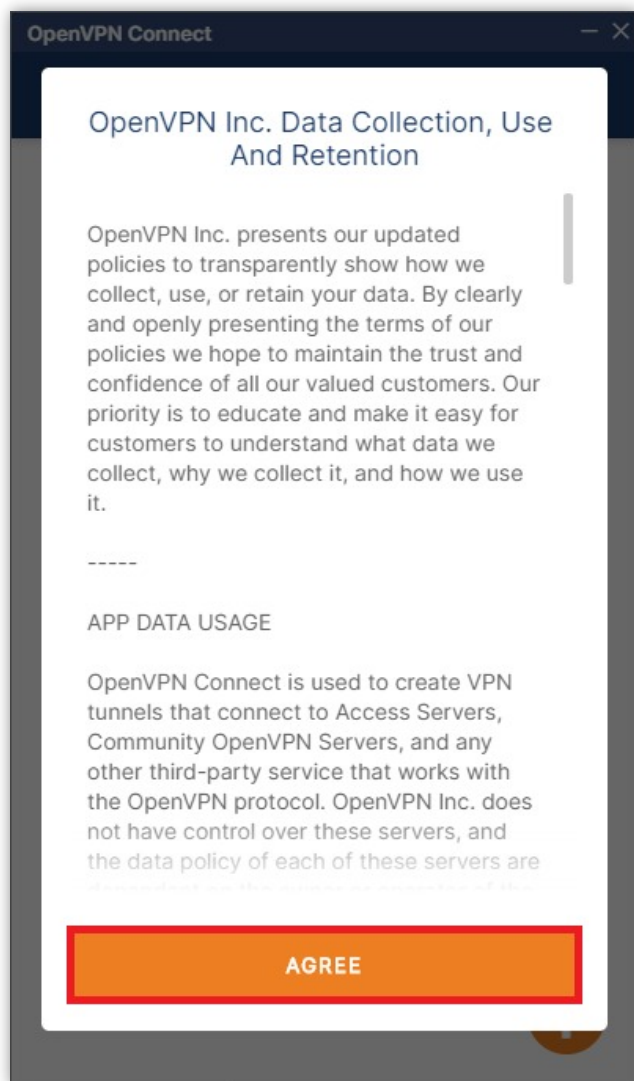 OpenVPN Connect
OpenVPN Inc. Data Collection, Use
And Retention
OpenVPN Inc. presents our updated
policies to transparently show how we
collect, use, or retain your data. By clearly
and openly presenting the terms of our
policies we hope to maintain the trust and
confidence of all our valued customers. Our
priority is to educate and make it easy for
customers to understand what data we
collect, why we collect it, and how we use
it.
-----
APP DATA USAGE
OpenVPN Connect is used to create VPN
tunnels that connect to Access Servers,
Community OpenVPN Servers, and any
other third-party service that works with
the OpenVPN protocol. OpenVPN Inc. does
not have control over these servers, and
the data policy of each of these servers are
AGREE